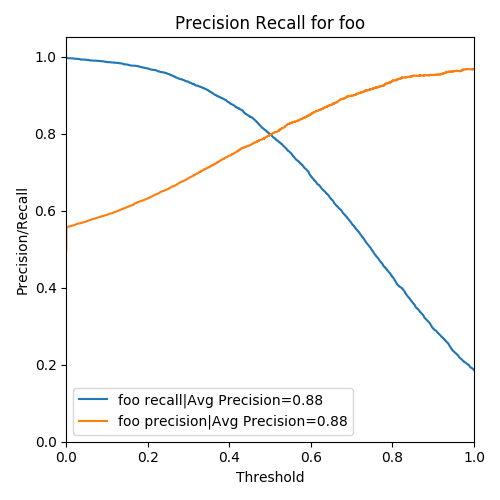 Precision Recall for foo
Precision/Recall
1.0
0.8
0.6
0.4
0.2
0.0
foo recall|Avg Precision=0.88
foo precision|Avg Precision=0.88
0.0 0.2 0.4 0.6 0.8 1.0
Threshold